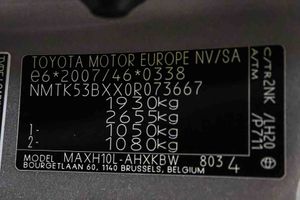 TOYOTA MOTOR EUROPE NV/SA
e6*2007/46*0338
NMTK53BXX0R073667
1930kg
2655kg
1- 1050kg
2- 1080kg
MODEL MAXH10L-AHXKBW 803 4
BOURGETLAAN 60, 1140 BRUSSELS, BELGIUM
C/TR 2NK /LH20
A/TM /P711